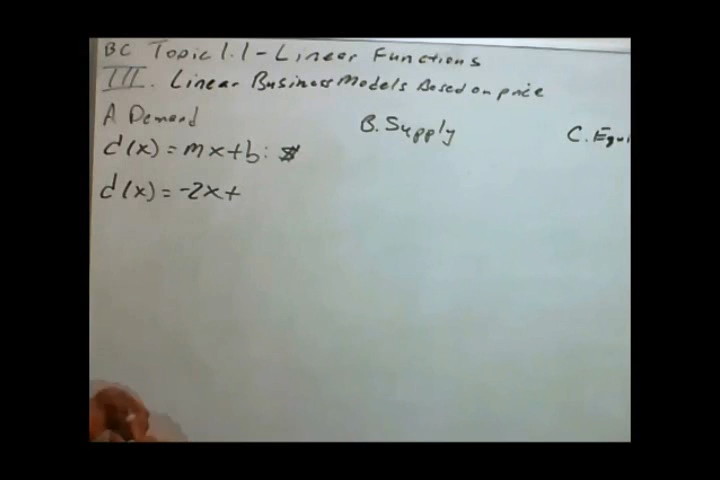 BC Topic 1.1 - Linear Functions
III. Linear Business Models Based on price
A Demand
B. Supply
C. Equi
d(x) = mx+b: $
d(x) = -2x+